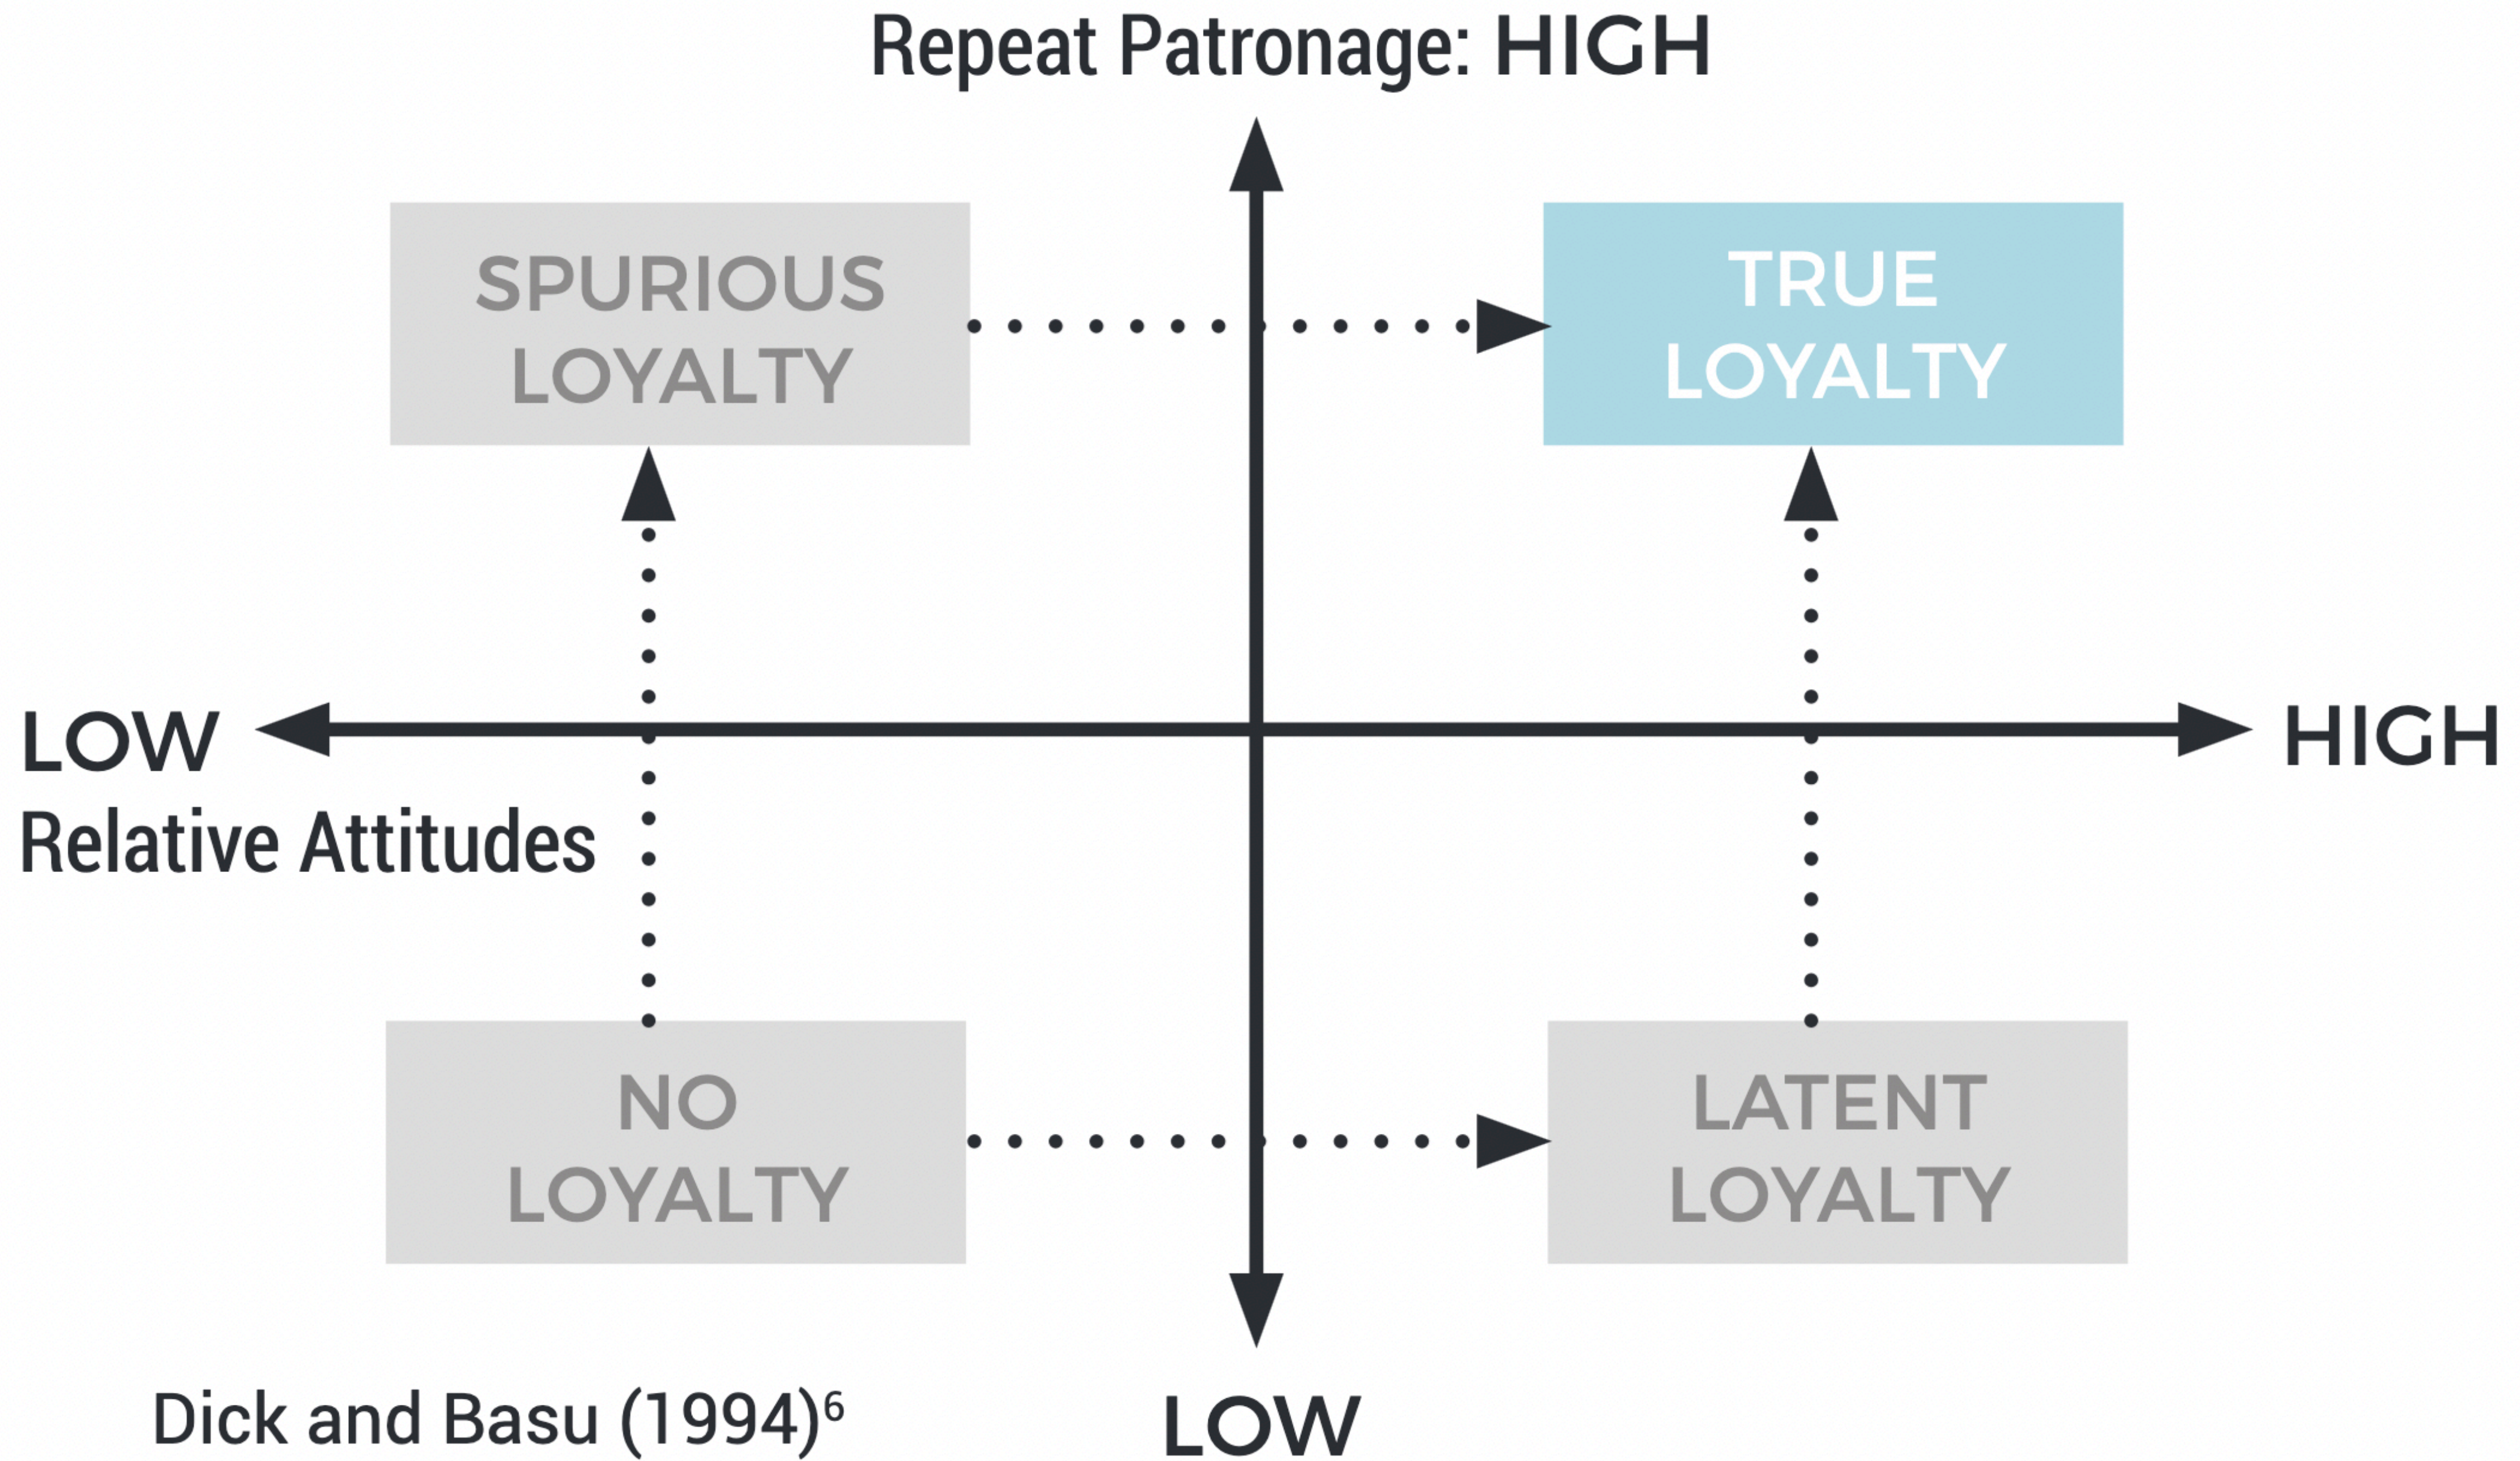 Repeat Patronage: HIGH
SPURIOUS
LOYALTY
TRUE
LOYALTY
LOW
HIGH
Relative Attitudes
NO
LOYALTY
LATENT
LOYALTY
Dick and Basu (1994)⁶
LOW